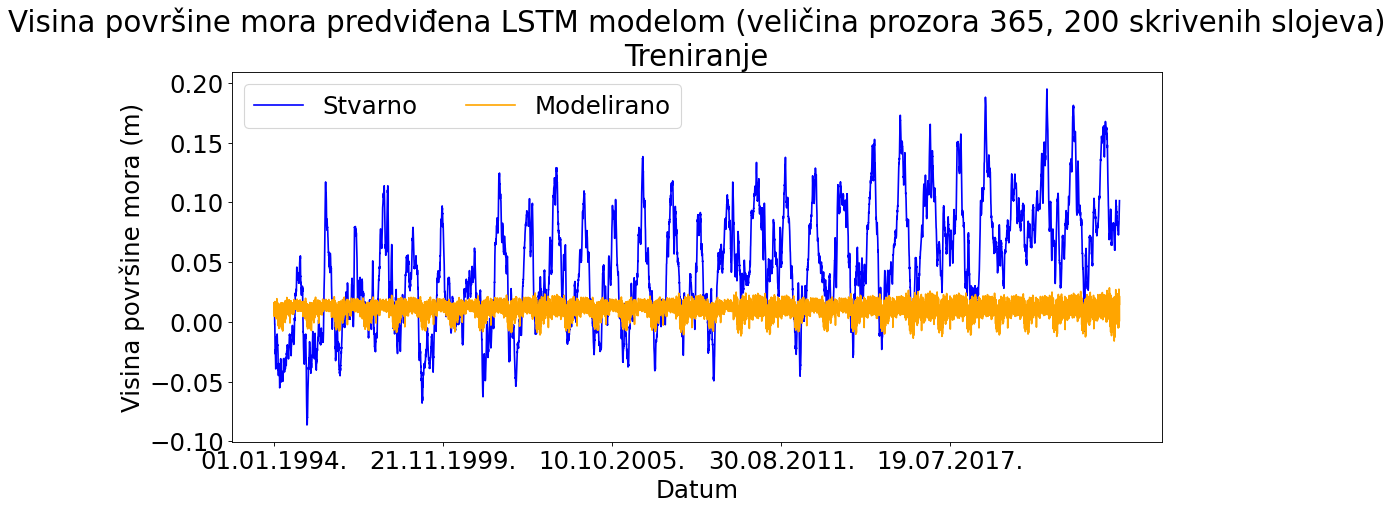 Visina površine mora predviđena LSTM modelom (veličina prozora 365, 200 skrivenih slojeva)
Treniranje
Stvarno Modelirano
Visina površine mora (m)
0.20
0.15
0.10
0.05
0.00
−0.05
−0.10
01.01.1994. 21.11.1999. 10.10.2005. 30.08.2011. 19.07.2017.
Datum